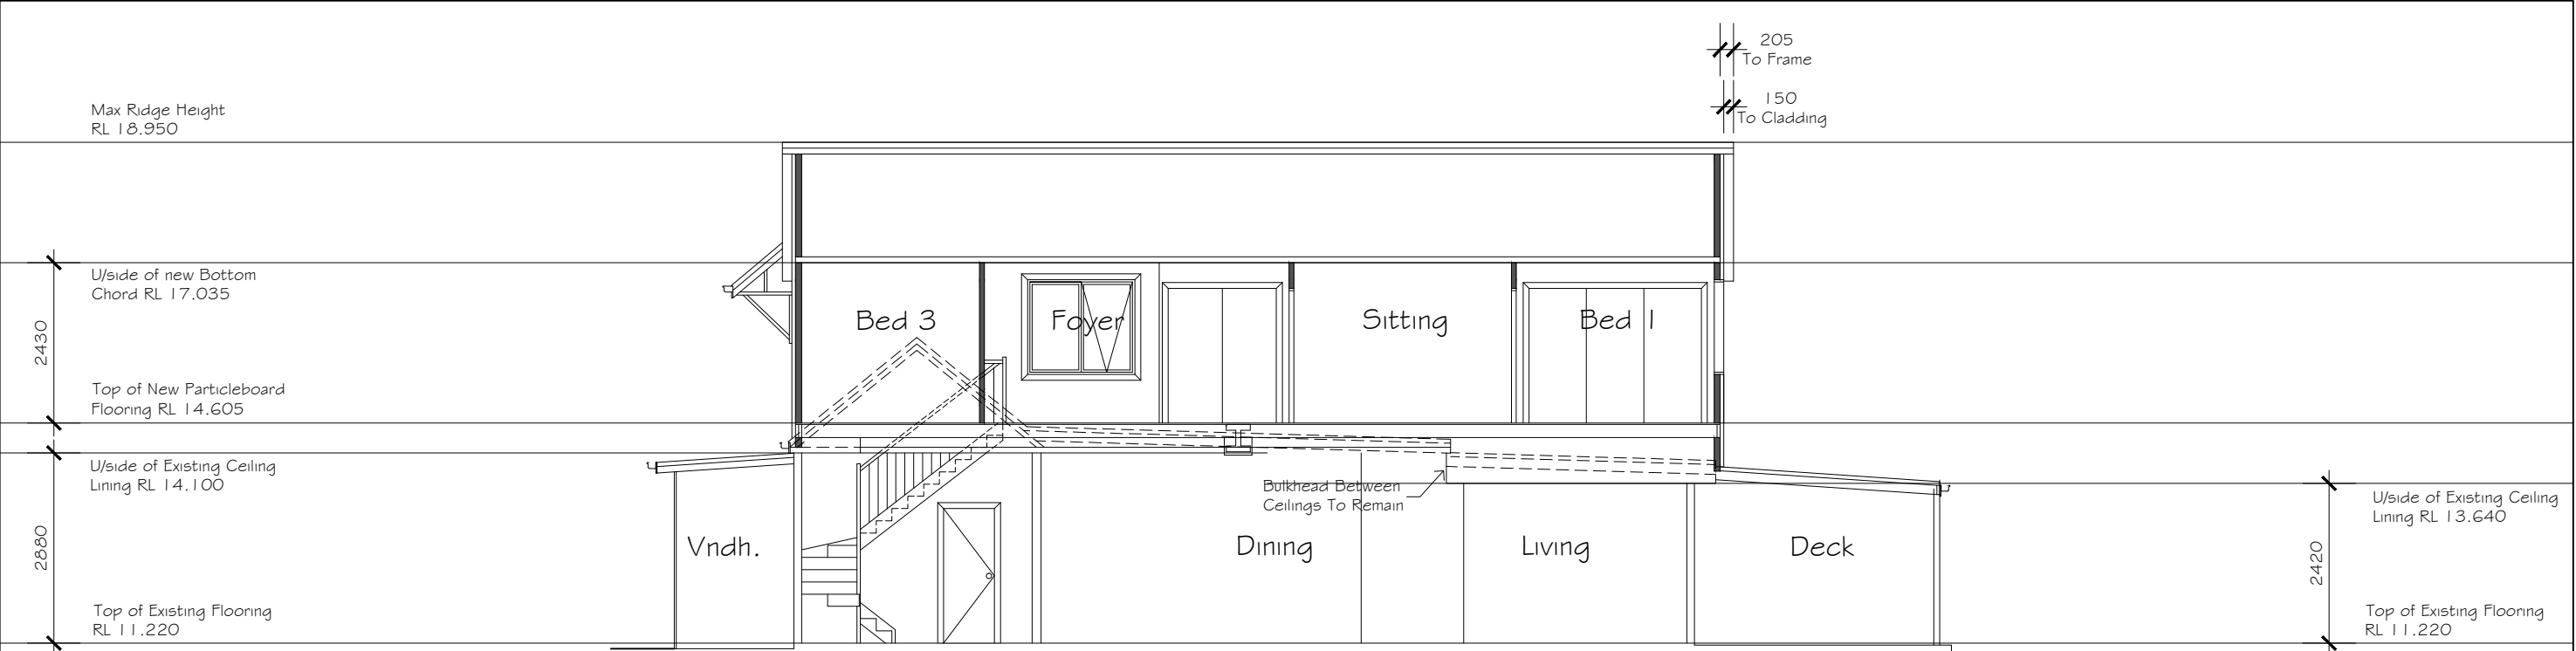 205
To Frame
150
To Cladding
Max Ridge Height
RL 18.950
U/side of new Bottom
Chord RL 17.035
2430
Top of New Particleboard
Flooring RL 14.605
Bed 3
Foyer
Sitting
Bed 1
U/side of Existing Ceiling
Lining RL 14.100
2880
Top of Existing Flooring
RL 11.220
Vndh.
Bulkhead Between
Ceilings To Remain
Dining
Living
Deck
U/side of Existing Ceiling
Lining RL 13.640
2420
Top of Existing Flooring
RL 11.220